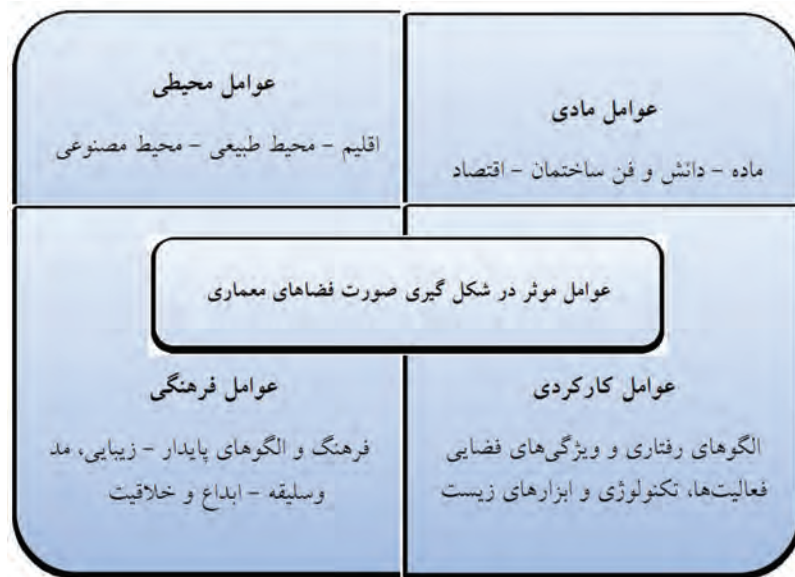 عوامل مادی
ماده - دانش و فن ساختمان - اقتصاد
عوامل محیطی
اقلیم - محیط طبیعی - محیط مصنوعی
عوامل موثر در شکل گیری صورت فضاهای معماری
عوامل کارکردی
الگوهای رفتاری و ویژگی‌های فضایی
فعالیت‌ها، تکنولوژی و ابزارهای زیست
عوامل فرهنگی
فرهنگ و الگوهای پایدار - زیبایی، مد
وسلیقه - ابداع و خلاقیت